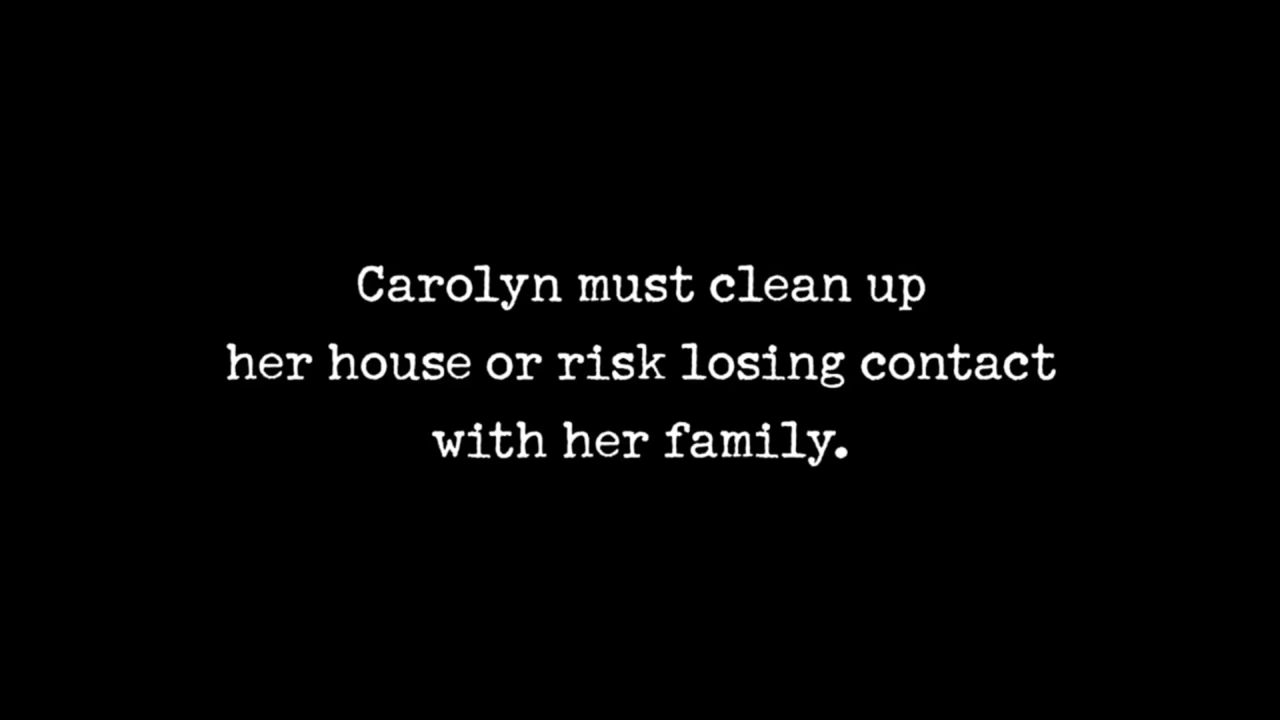 Carolyn must clean up
her house or risk losing contact
with her family.